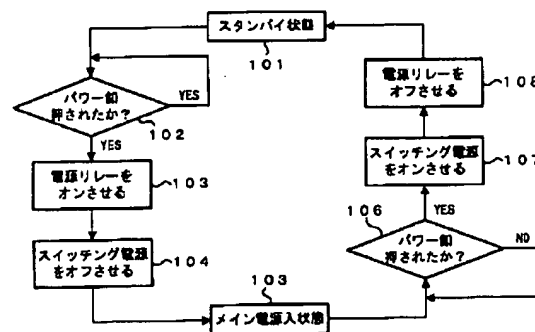 スタンバイ状態
101
パワー釦
押されたか？
102
YES
YES
電源リレーを
オンさせる
103
スイッチング電源
をオフさせる
104
103
メイン電源入状態
106
パワー釦
押されたか？
YES
NO
スイッチング電源
をオンさせる
107
電源リレーを
オフさせる
108